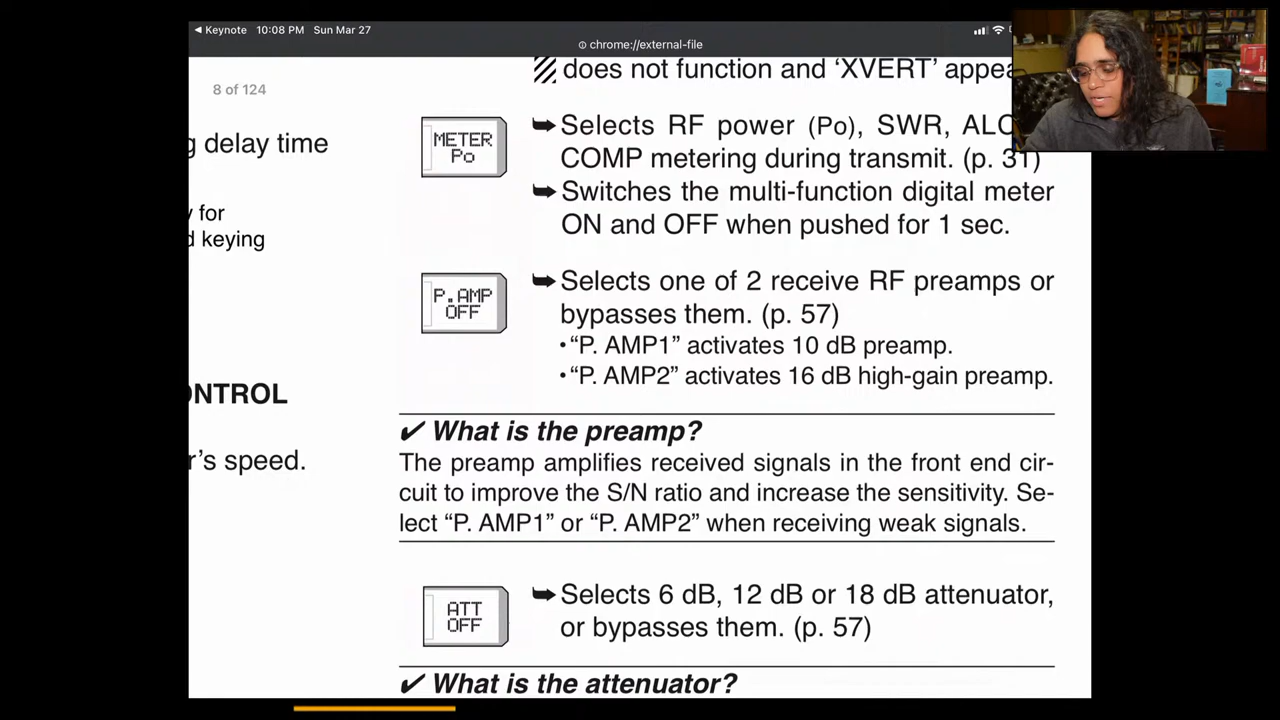 Keynote 10:08 PM Sun Mar 27
chrome://external-file
8 of 124
delay time
for
keying
ONTROL
r's speed.
does not function and ‘XVERT’
METER
Po
Selects RF power (Po), SWR, ALC
COMP metering during transmit. (p. 31)
Switches the multi-function digital meter
ON and OFF when pushed for 1 sec.
P.AMP
OFF
Selects one of 2 receive RF preamps or
bypasses them. (p. 57)
•“P. AMP1” activates 10 dB preamp.
•“P. AMP2” activates 16 dB high-gain preamp.
✔ What is the preamp?
The preamp amplifies received signals in the front end cir-
cuit to improve the S/N ratio and increase the sensitivity. Se-
lect “P. AMP1” or “P. AMP2” when receiving weak signals.
ATT
OFF
Selects 6 dB, 12 dB or 18 dB attenuator,
or bypasses them. (p. 57)
✔ What is the attenuator?